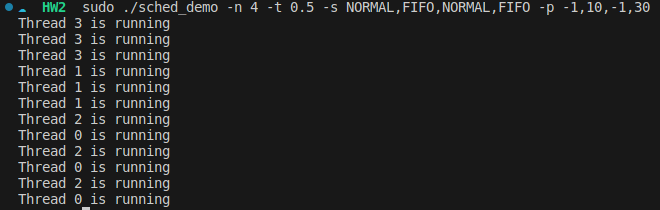 HW2 sudo ./sched_demo -n 4 -t 0.5 -s NORMAL,FIFO,NORMAL,FIFO -p -1,10,-1,30
Thread 3 is running
Thread 3 is running
Thread 3 is running
Thread 1 is running
Thread 1 is running
Thread 1 is running
Thread 2 is running
Thread 0 is running
Thread 2 is running
Thread 0 is running
Thread 2 is running
Thread 0 is running